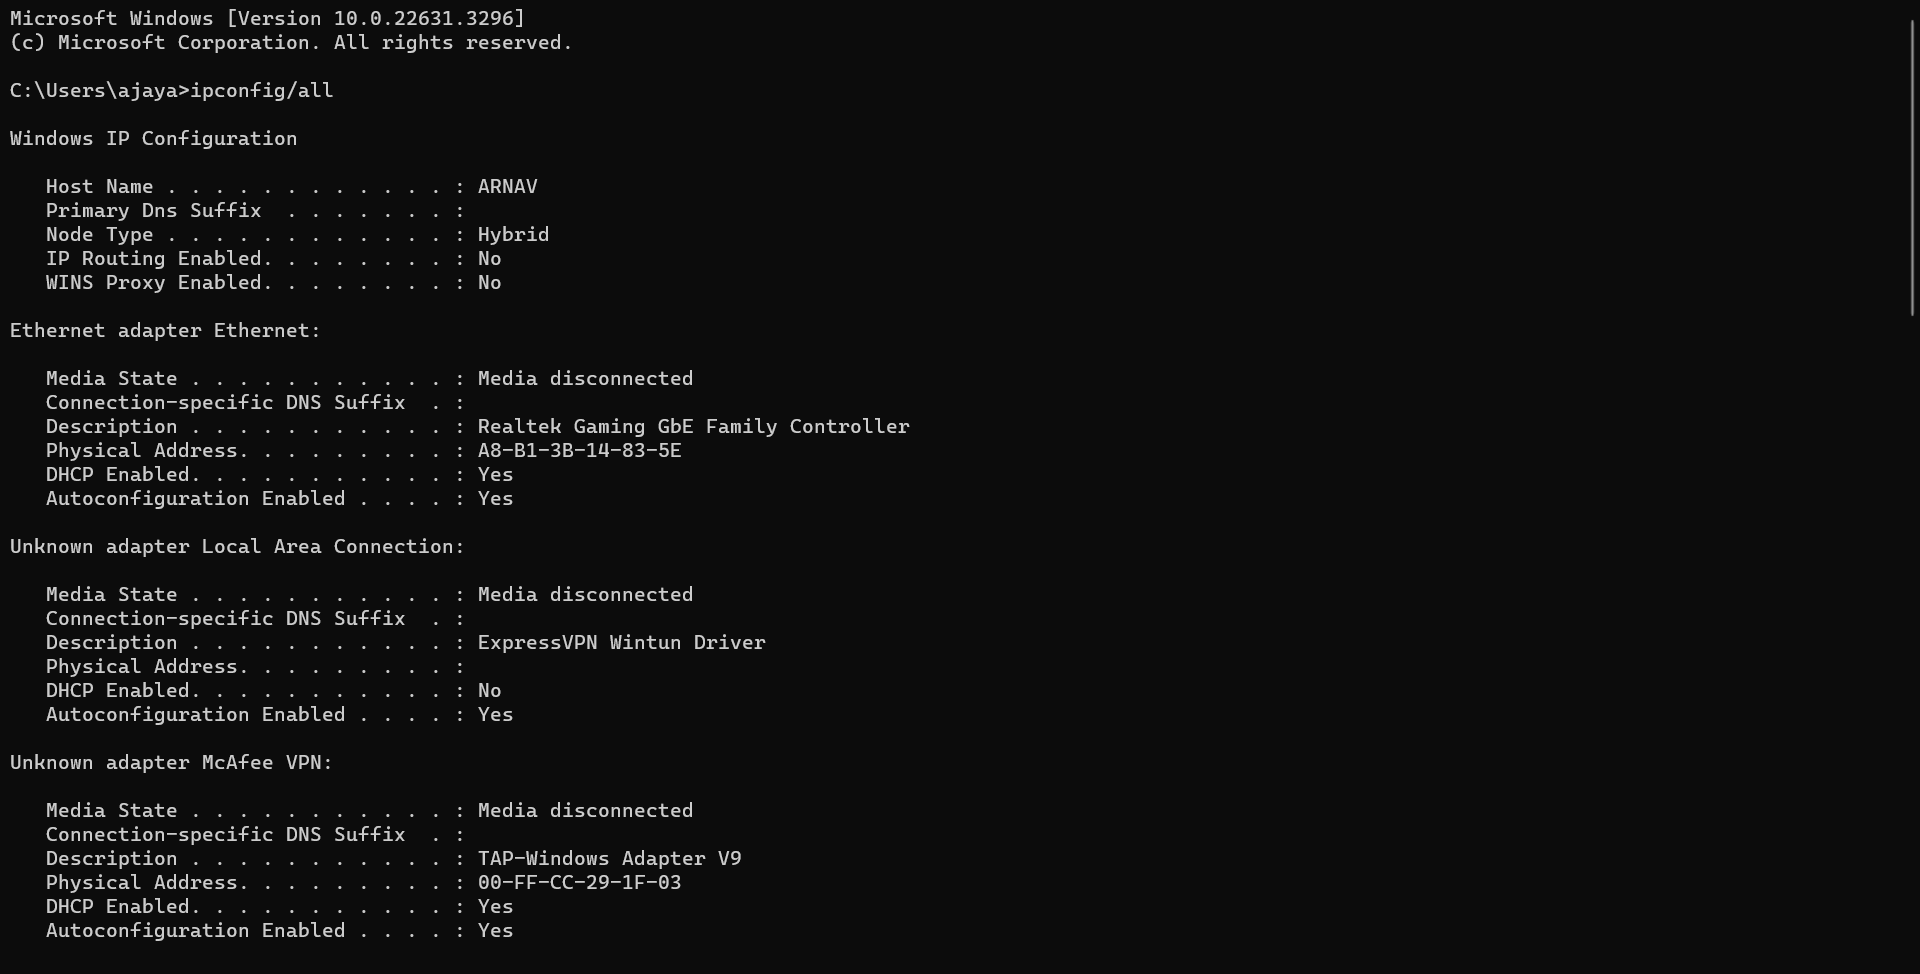 Microsoft Windows [Version 10.0.22631.3296]
(c) Microsoft Corporation. All rights reserved.
C:\Users\ajaya>ipconfig/all
Windows IP Configuration
Host Name . . . . . . . . . . . . : ARNAV
Primary Dns Suffix  . . . . . . . :
Node Type . . . . . . . . . . . . : Hybrid
IP Routing Enabled. . . . . . . . : No
WINS Proxy Enabled. . . . . . . . : No
Ethernet adapter Ethernet:
Media State . . . . . . . . . . . : Media disconnected
Connection-specific DNS Suffix  . :
Description . . . . . . . . . . . : Realtek Gaming GbE Family Controller
Physical Address. . . . . . . . . : A8-B1-3B-14-83-5E
DHCP Enabled. . . . . . . . . . . : Yes
Autoconfiguration Enabled . . . . : Yes
Unknown adapter Local Area Connection:
Media State . . . . . . . . . . . : Media disconnected
Connection-specific DNS Suffix  . :
Description . . . . . . . . . . . : ExpressVPN Wintun Driver
Physical Address. . . . . . . . . :
DHCP Enabled. . . . . . . . . . . : No
Autoconfiguration Enabled . . . . : Yes
Unknown adapter McAfee VPN:
Media State . . . . . . . . . . . : Media disconnected
Connection-specific DNS Suffix  . :
Description . . . . . . . . . . . : TAP-Windows Adapter V9
Physical Address. . . . . . . . . : 00-FF-CC-29-1F-03
DHCP Enabled. . . . . . . . . . . : Yes
Autoconfiguration Enabled . . . . : Yes